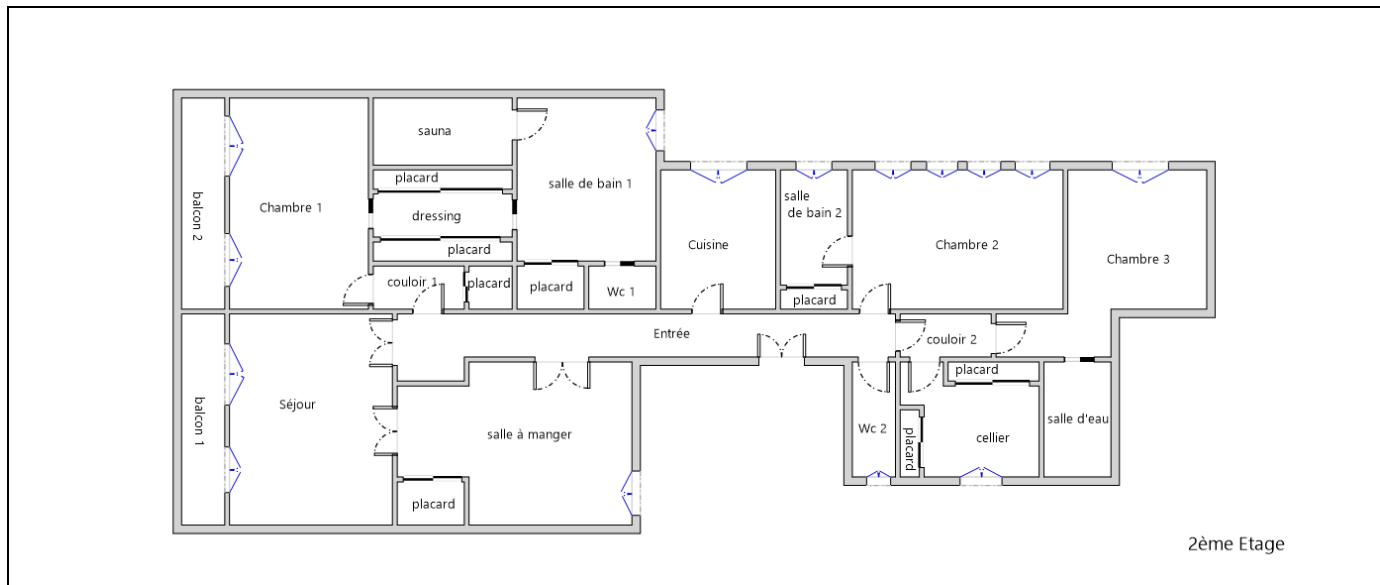 sauna
placard
salle de bain 1
balcon 2
Chambre 1
dressing
placard
couloir 1
placard
placard
Wc 1
Cuisine
salle
de bain 2
placard
Chambre 2
Chambre 3
Entrée
couloir 2
balcon 1
Séjour
salle à manger
placard
Wc 2
placard
placard
cellier
salle d'eau
2ème Etage